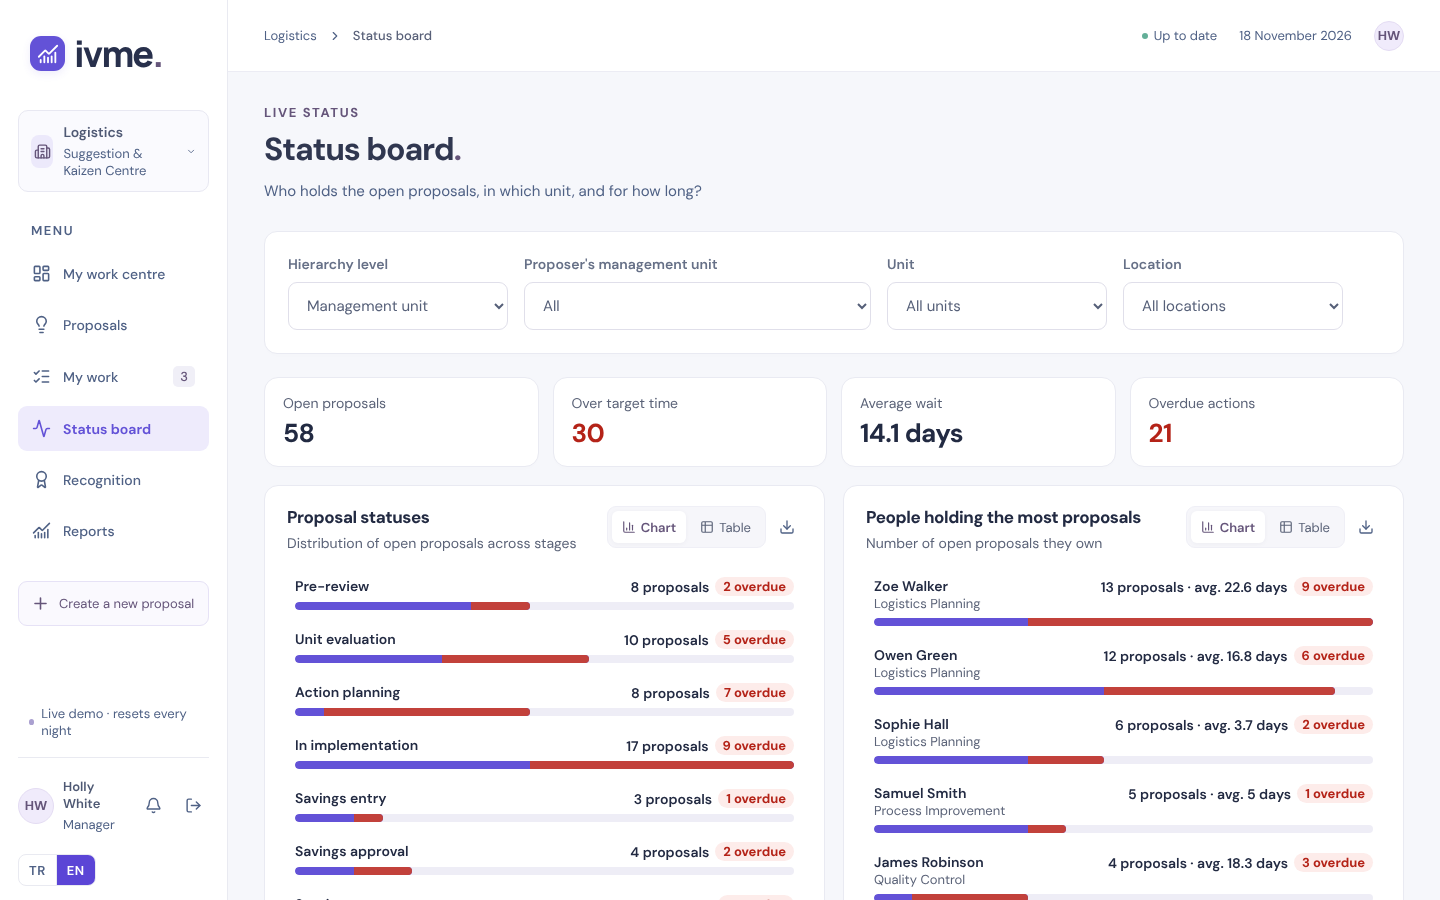 ivme.
Logistics
Suggestion &
Kaizen Centre
MENU
My work centre
Proposals
My work 3
Status board
Recognition
Reports
Create a new proposal
Live demo · resets every
night
HW
Holly
White
Manager
TR EN
Logistics > Status board
Up to date 18 November 2026 HW
LIVE STATUS
Status board.
Who holds the open proposals, in which unit, and for how long?
Hierarchy level Proposer's management unit Unit Location
Management unit All All units All locations
Open proposals Over target time Average wait Overdue actions
58 30 14.1 days 21
Proposal statuses
Distribution of open proposals across stages
Chart Table
Pre-review 8 proposals 2 overdue
Unit evaluation 10 proposals 5 overdue
Action planning 8 proposals 7 overdue
In implementation 17 proposals 9 overdue
Savings entry 3 proposals 1 overdue
Savings approval 4 proposals 2 overdue
People holding the most proposals
Number of open proposals they own
Chart Table
Zoe Walker 13 proposals · avg. 22.6 days 9 overdue
Logistics Planning
Owen Green 12 proposals · avg. 16.8 days 6 overdue
Logistics Planning
Sophie Hall 6 proposals · avg. 3.7 days 2 overdue
Logistics Planning
Samuel Smith 5 proposals · avg. 5 days 1 overdue
Process Improvement
James Robinson 4 proposals · avg. 18.3 days 3 overdue
Quality Control